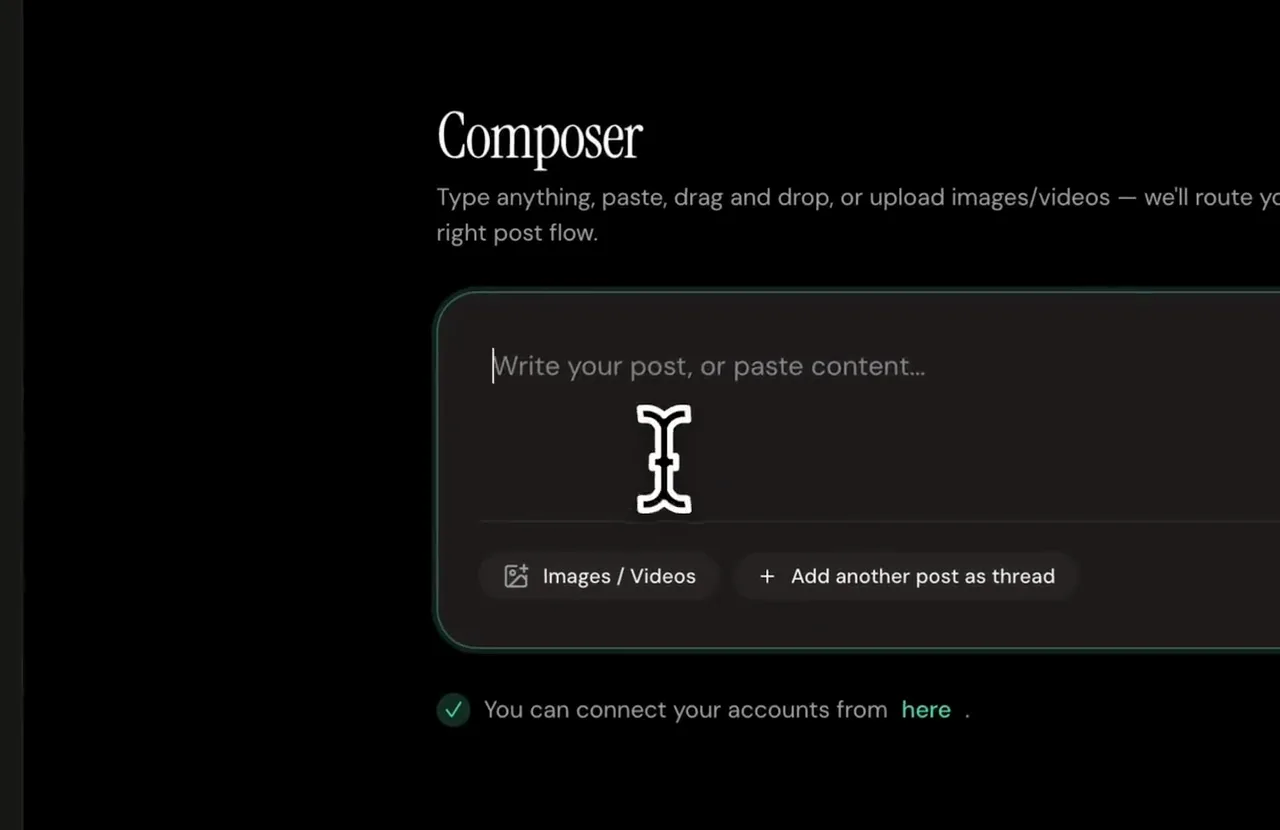 Composer
Type anything, paste, drag and drop, or upload images/videos — we'll route
right post flow.
Write your post, or paste content...
Images / Videos
+ Add another post as thread
You can connect your accounts from here .